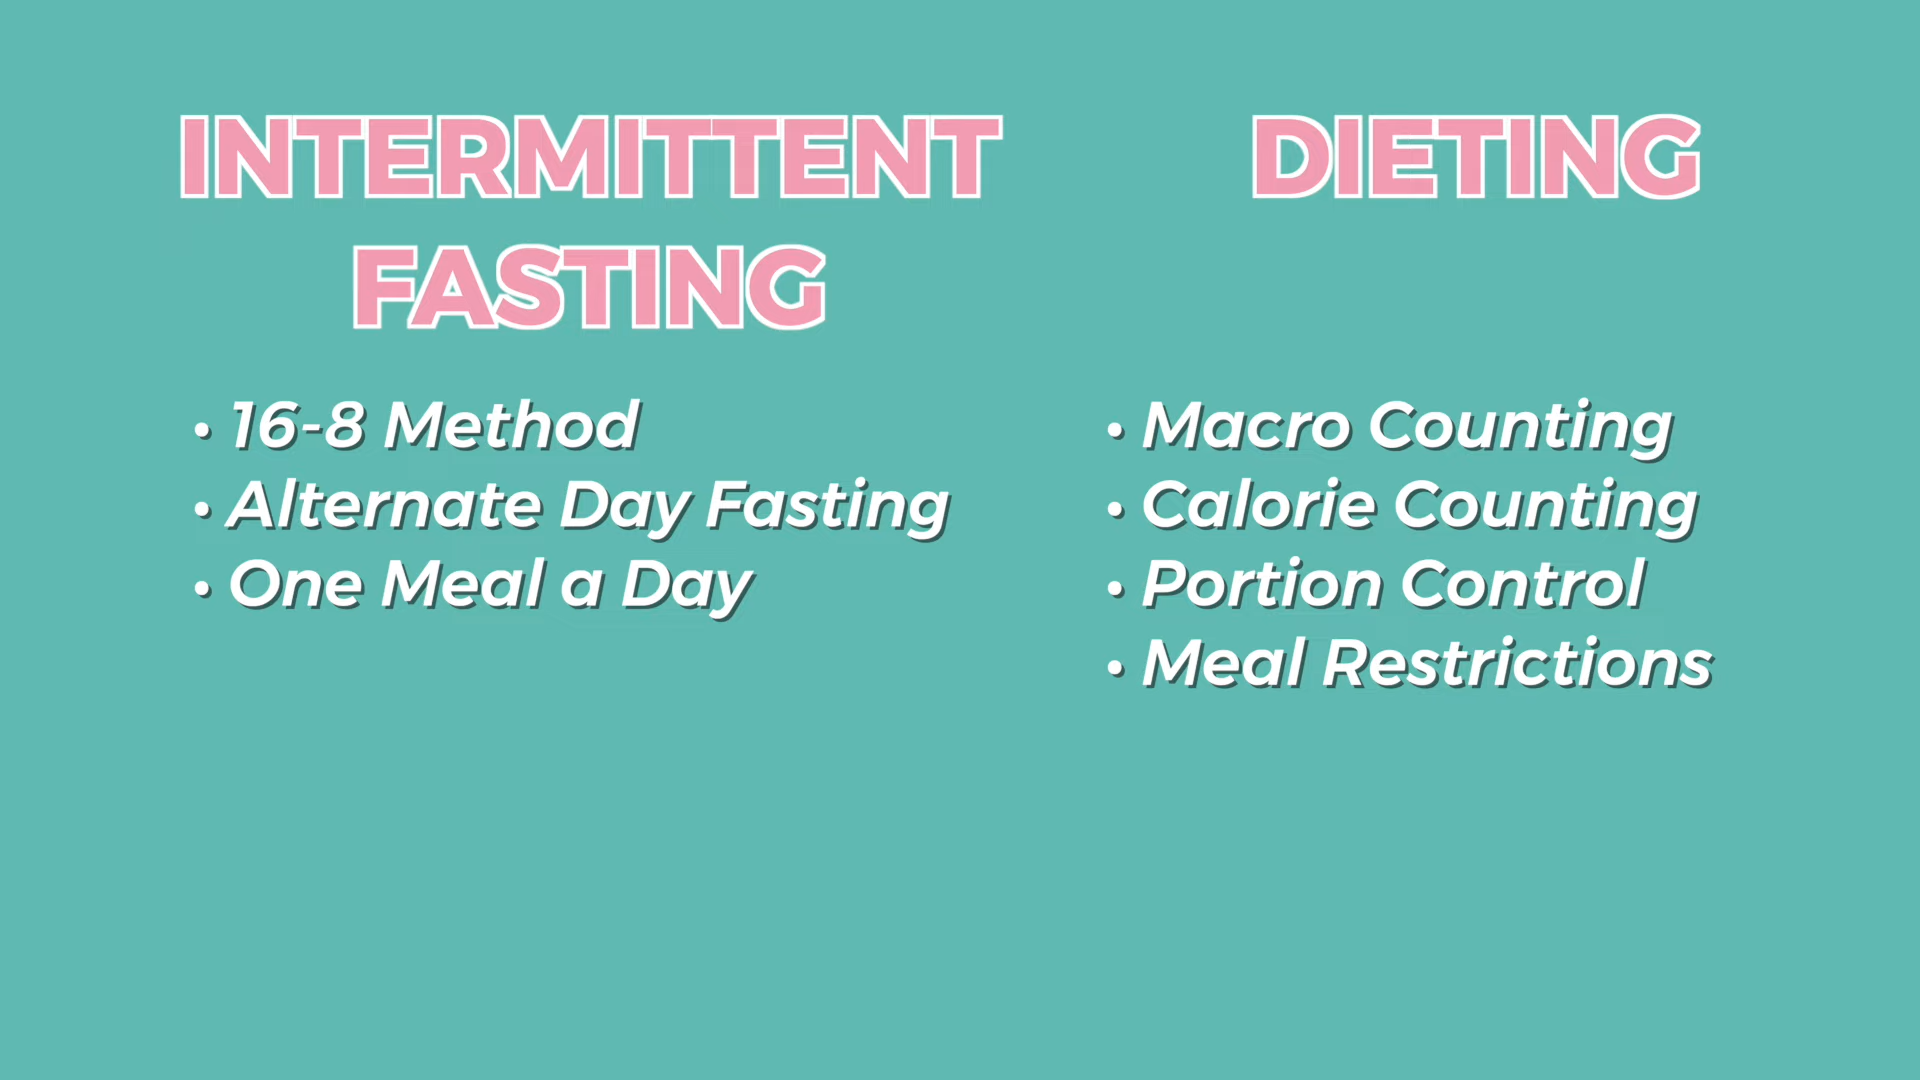 INTERMITTENT
FASTING
• 16-8 Method
• Alternate Day Fasting
• One Meal a Day
DIETING
• Macro Counting
• Calorie Counting
• Portion Control
• Meal Restrictions